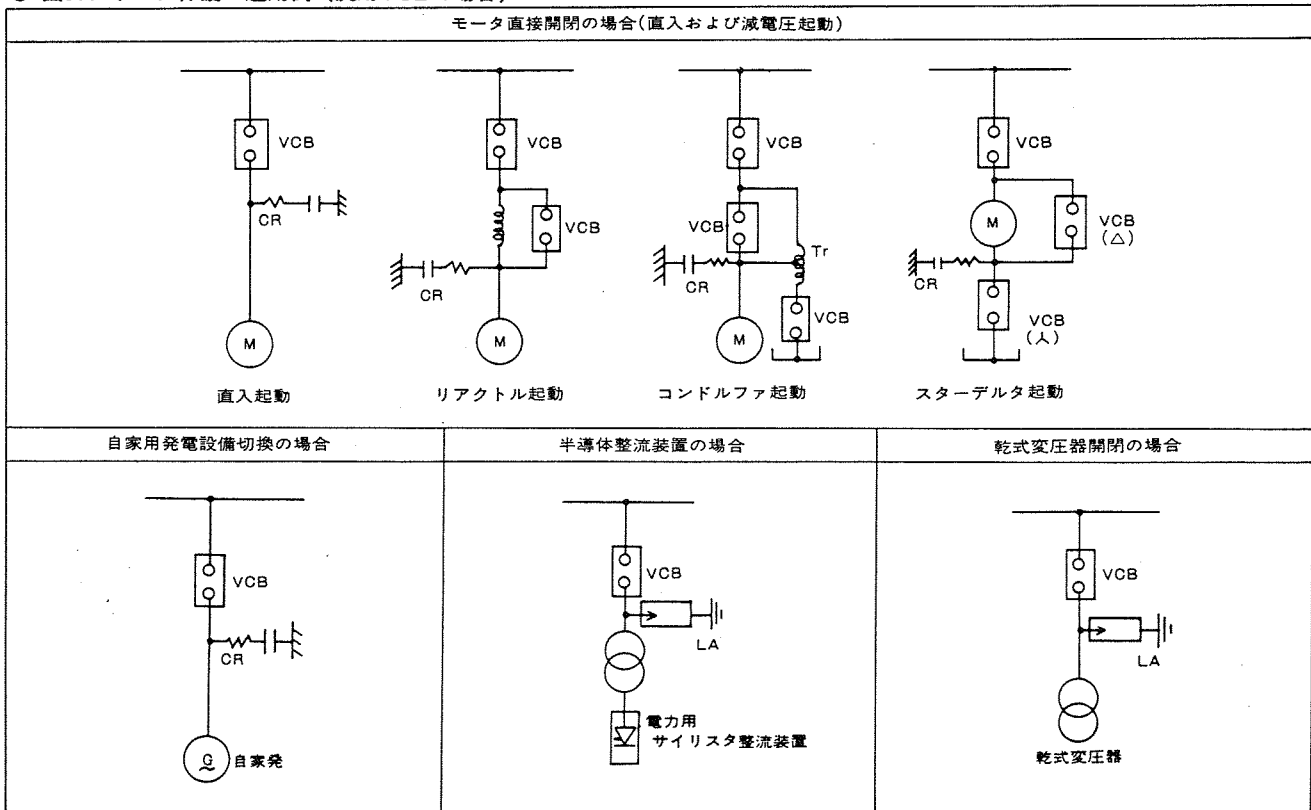 モータ直接開閉の場合(直入および減電圧起動)
VCB
CR
M
直入起動
VCB
VCB
CR
M
リアクトル起動
VCB
VCB
Tr
CR
VCB
M
コンドルファ起動
VCB
M
VCB
(△)
CR
VCB
(人)
スターデルタ起動
自家用発電設備切換の場合
VCB
CR
G
自家発
半導体整流装置の場合
VCB
LA
電力用
サイリスタ整流装置
乾式変圧器開閉の場合
VCB
LA
乾式変圧器